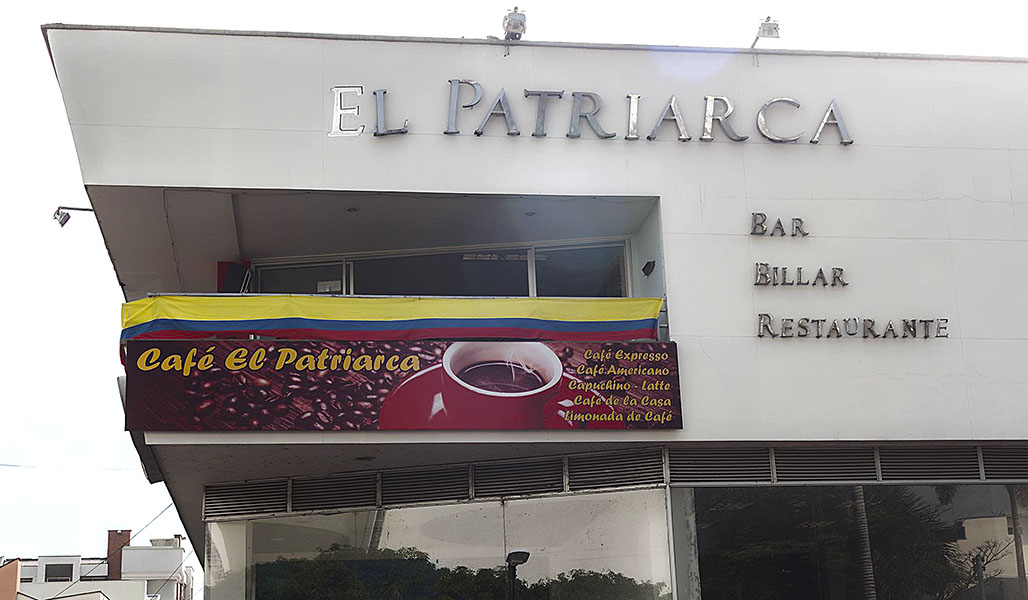 EL PATRIARCA
BAR
BILLAR
RESTAURANTE
Café El Patriarca
Café Expresso
Café Americano
Capuchino - Latte
Café de la Casa
Limonada de Café